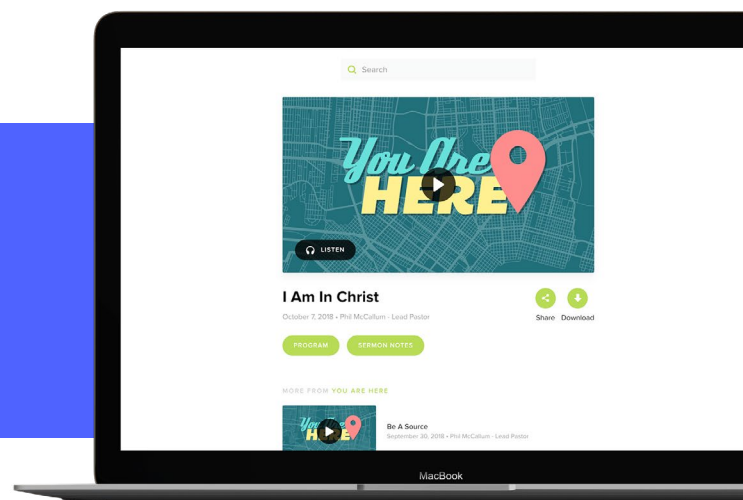 Search
You Are
HERE
LISTEN
I Am In Christ
October 7, 2018 • Phil McCallum - Lead Pastor
Share Download
PROGRAM SERMON NOTES
MORE FROM YOU ARE HERE
You Are
HERE
Be A Source
September 30, 2018 • Phil McCallum - Lead Pastor
MacBook